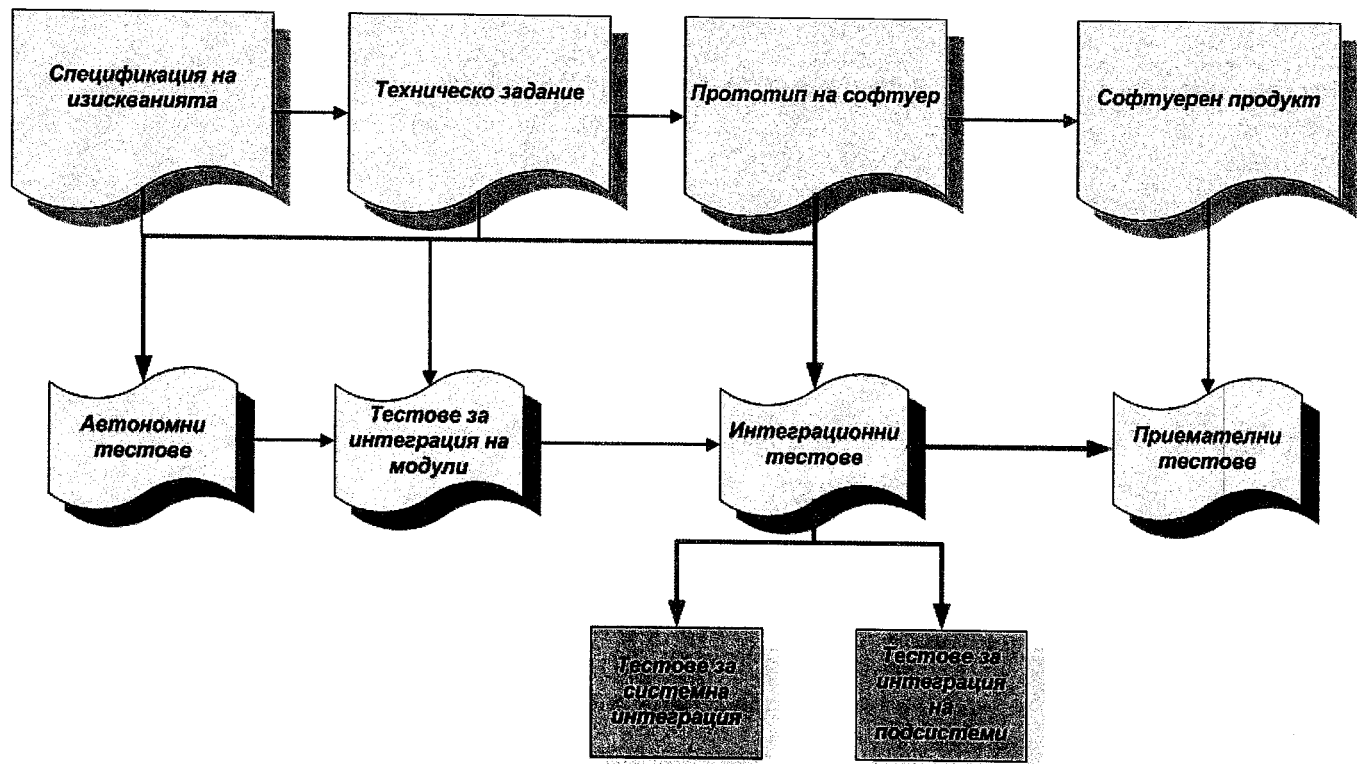 Спецификация на
изискванията
Техническо задание
Прототип на софтуер
Софтуерен продукт
Автономни
тестове
Тестове за
интеграция на
модули
Интеграционни
тестове
Приемателни
тестове
Тестове за
системна
интеграция
Тестове за
интеграция
на
подсистеми